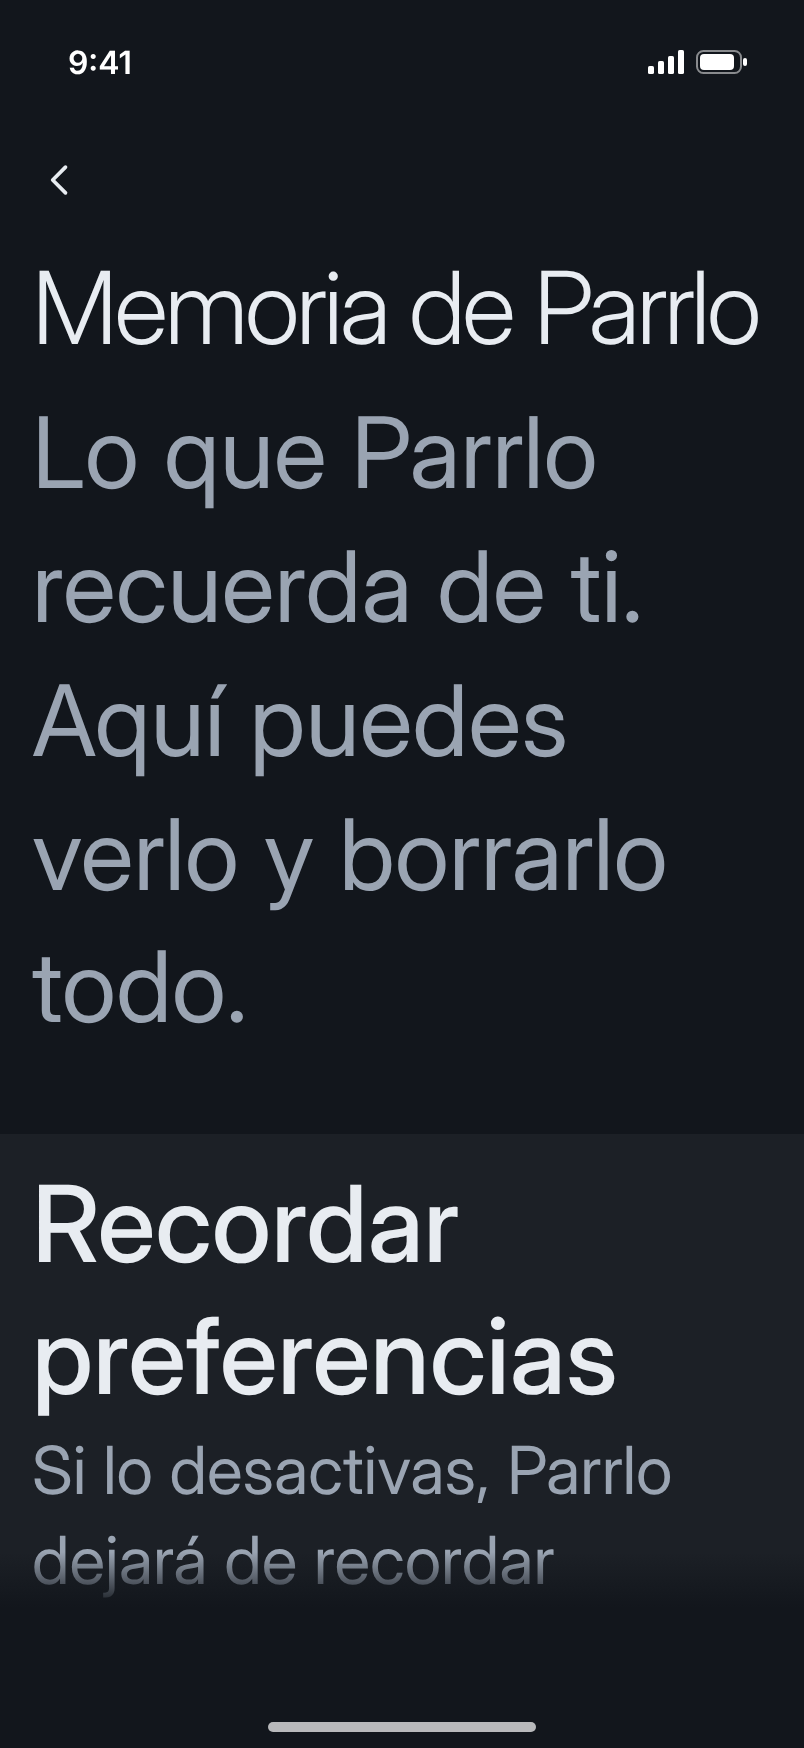 9:41
Memoria de Parrlo
Lo que Parrlo
recuerda de ti.
Aquí puedes
verlo y borrarlo
todo.
Recordar
preferencias
Si lo desactivas, Parrlo
dejará de recordar